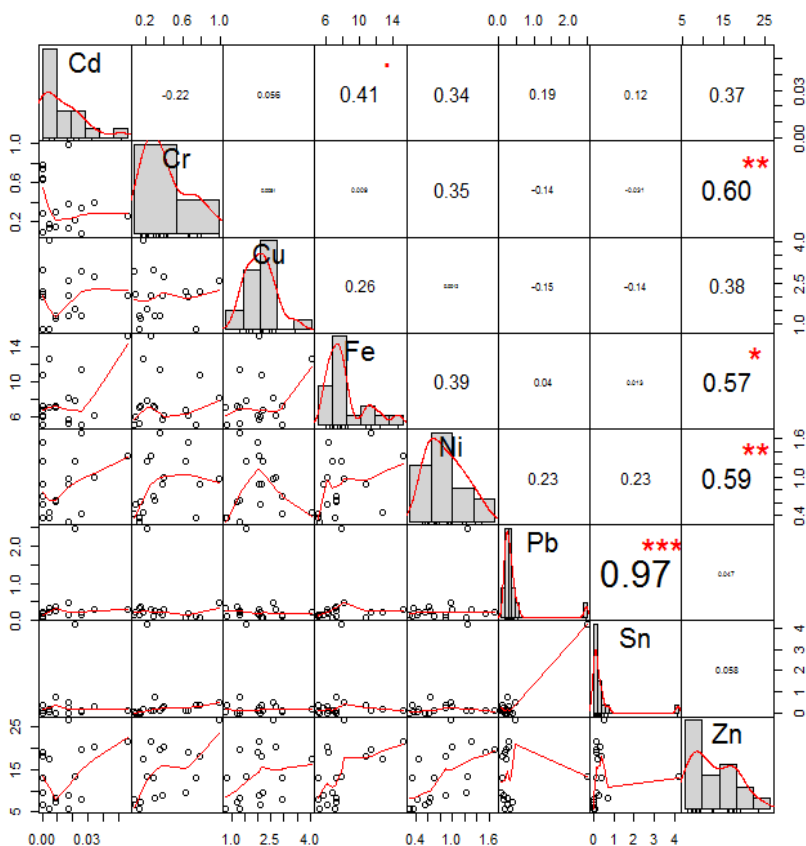 0.2 0.6 1.0 6 10 14 0.0 1.0 2.5 5 15 25
Cd -0.22 0.056 0.41 . 0.34 0.19 0.12 0.37 0.00 0.03
0.2 0.6 1.0 Cr 0.35 -0.14 -0.031 0.60 **
Cu 0.26 -0.15 -0.14 0.38 1.0 2.5 4.0
6 10 14 Fe 0.39 0.04 0.013 0.57 *
Ni 0.23 0.23 0.59 ** 0.4 1.0 1.6
0.0 1.0 2.0 Pb 0.97 *** 0.047
Sn 0.058 0 1 2 3 4
5 15 25 Zn
0.00 0.03 1.0 2.5 4.0 0.4 1.0 1.6 0 1 2 3 4